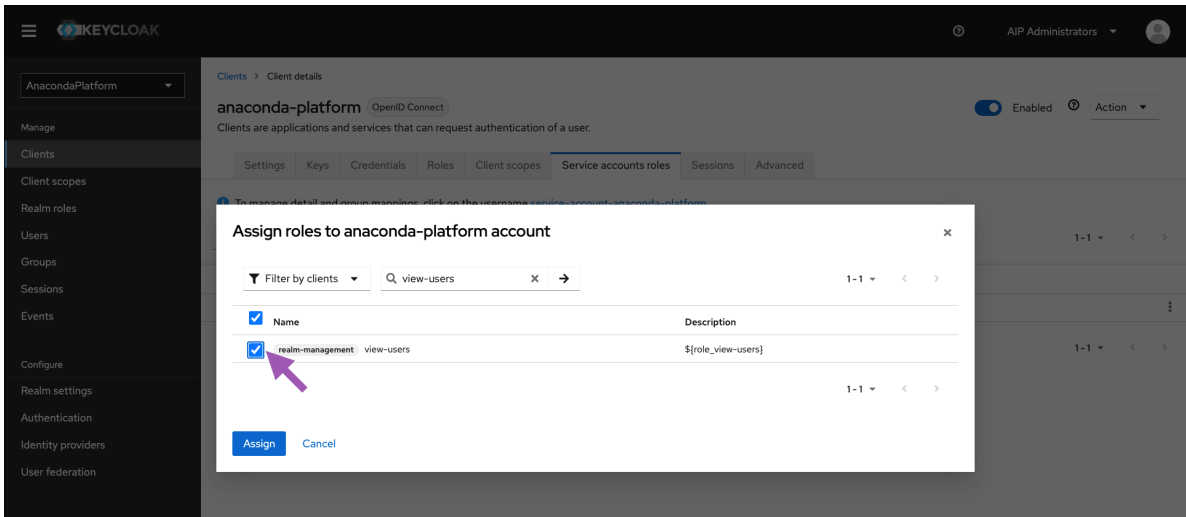 KEYCLOAK
AIP Administrators
AnacondaPlatform
Manage
Clients
Client scopes
Realm roles
Users
Groups
Sessions
Events
Configure
Realm settings
Authentication
Identity providers
User federation
Clients > Client details
anaconda-platform OpenID Connect
Enabled Action
Clients are applications and services that can request authentication of a user.
Settings Keys Credentials Roles Client scopes Service accounts roles Sessions Advanced
To manage detail and group mappings, click on the username service-account-anaconda-platform
1-1
1-1
Assign roles to anaconda-platform account
Filter by clients view-users 1-1
Name Description
realm-management view-users ${role_view-users}
1-1
Assign Cancel